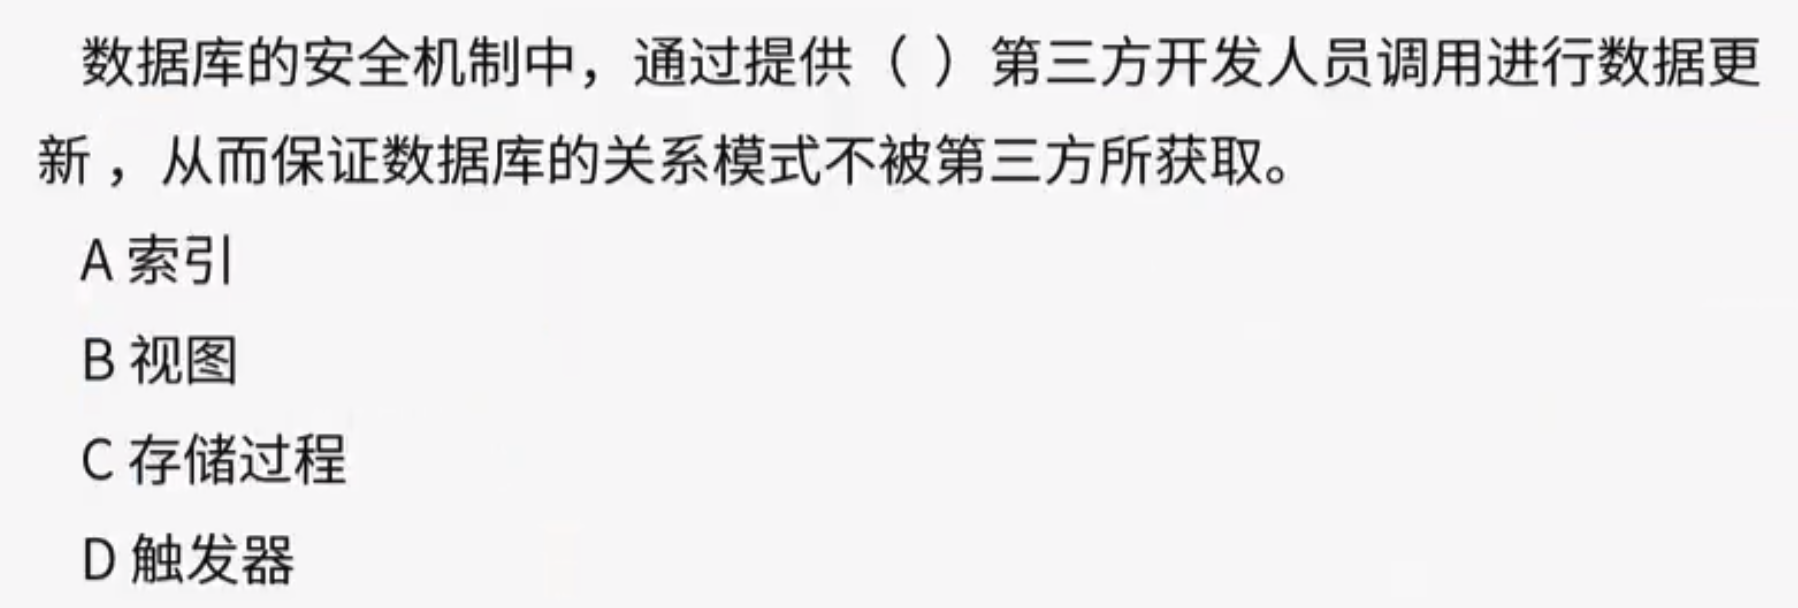 数据库的安全机制中，通过提供（ ）第三方开发人员调用进行数据更
新，从而保证数据库的关系模式不被第三方所获取。
A 索引
B 视图
C 存储过程
D 触发器